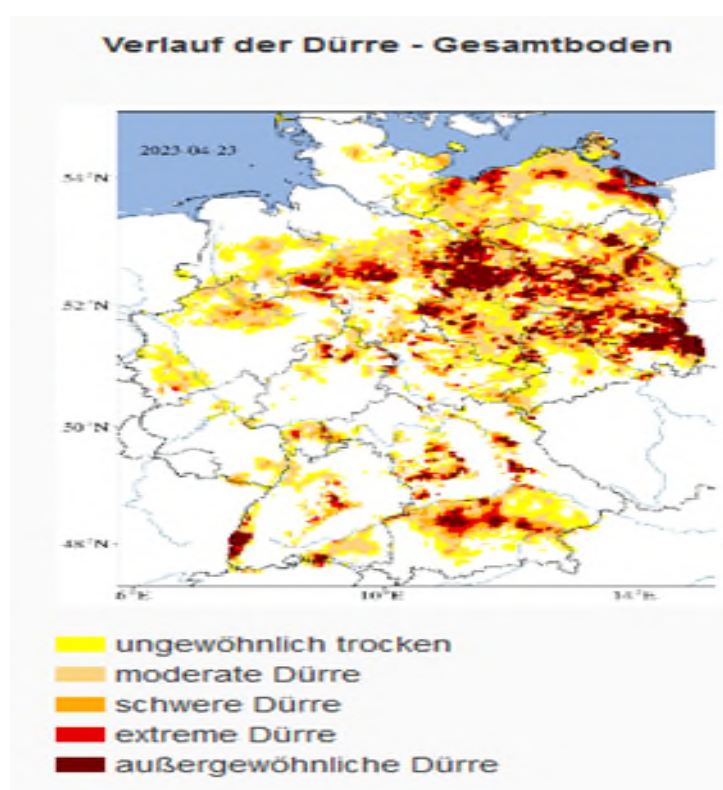 Verlauf der Dürre - Gesamtboden
2023-04-23
54°N
52°N
50°N
48°N
6°E
10°E
14°E
ungewöhnlich trocken
moderate Dürre
schwere Dürre
extreme Dürre
außergewöhnliche Dürre